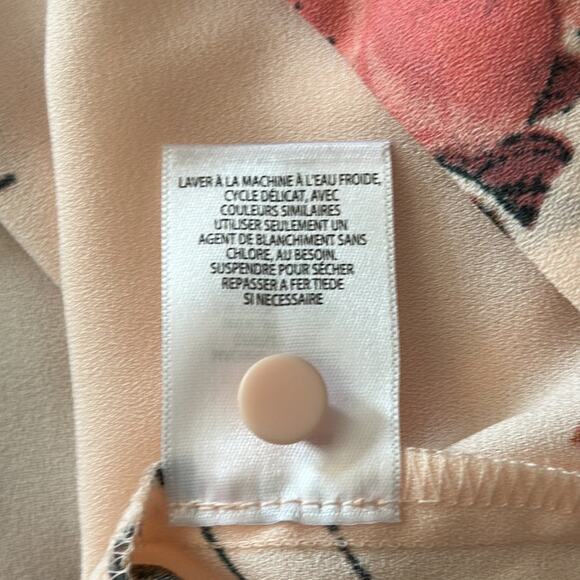 LAVER À LA MACHINE À L'EAU FROIDE,
CYCLE DÉLICAT, AVEC
COULEURS SIMILAIRES
UTILISER SEULEMENT UN
AGENT DE BLANCHIMENT SANS
CHLORE, AU BESOIN.
SUSPENDRE POUR SÉCHER
REPASSER A FER TIEDE
SI NECESSAIRE